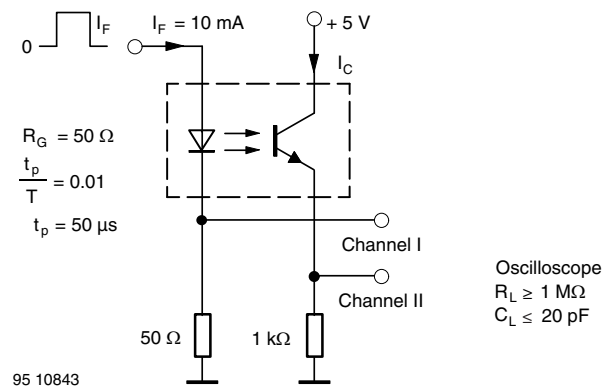 0
I_F
I_F = 10 mA
+ 5 V
I_C
R_G = 50 Ω
t_p
T
= 0.01
t_p = 50 µs
Channel I
Channel II
50 Ω
1 kΩ
Oscilloscope
R_L ≥ 1 MΩ
C_L ≤ 20 pF
95 10843